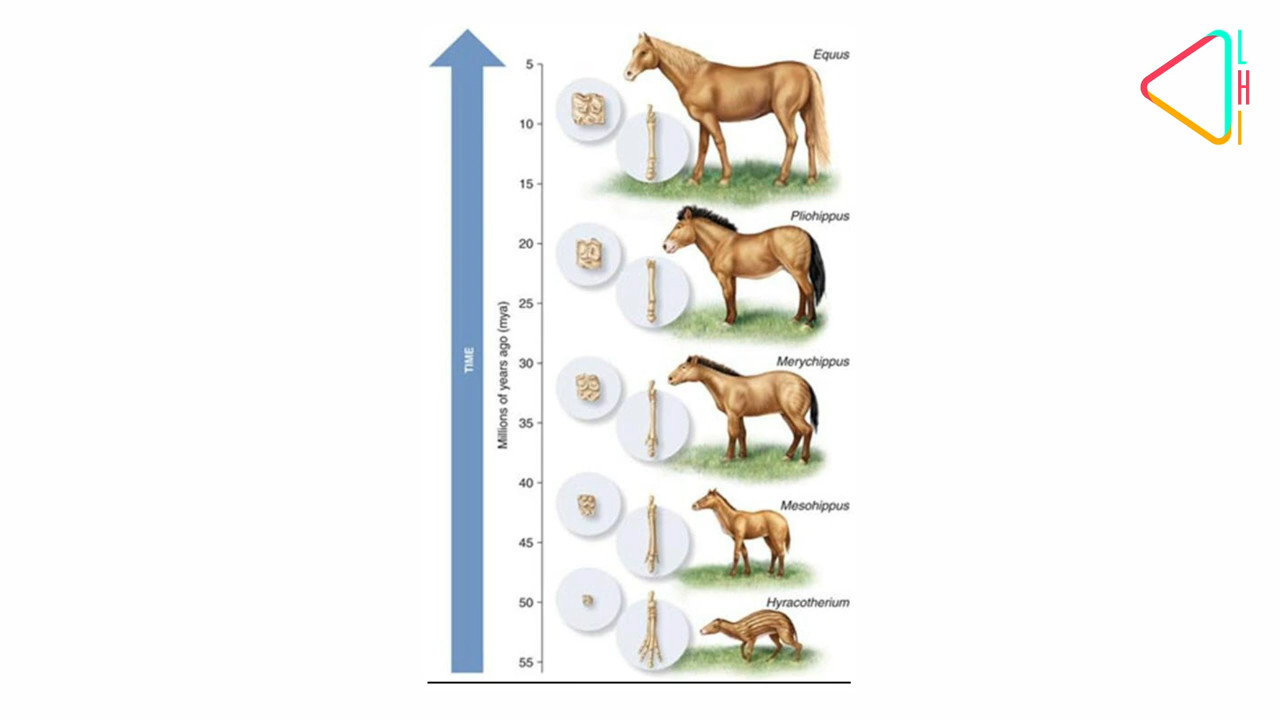 Equus
5
10
15
Pliohippus
20
25
Merychippus
30
35
40
Mesohippus
45
50
Hyracotherium
55
TIME
Millions of years ago (mya)
L
H
I